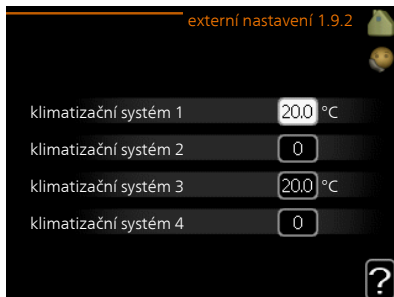 externí nastavení 1.9.2
klimatizační systém 1 20.0 °C
klimatizační systém 2 0
klimatizační systém 3 20.0 °C
klimatizační systém 4 0
?